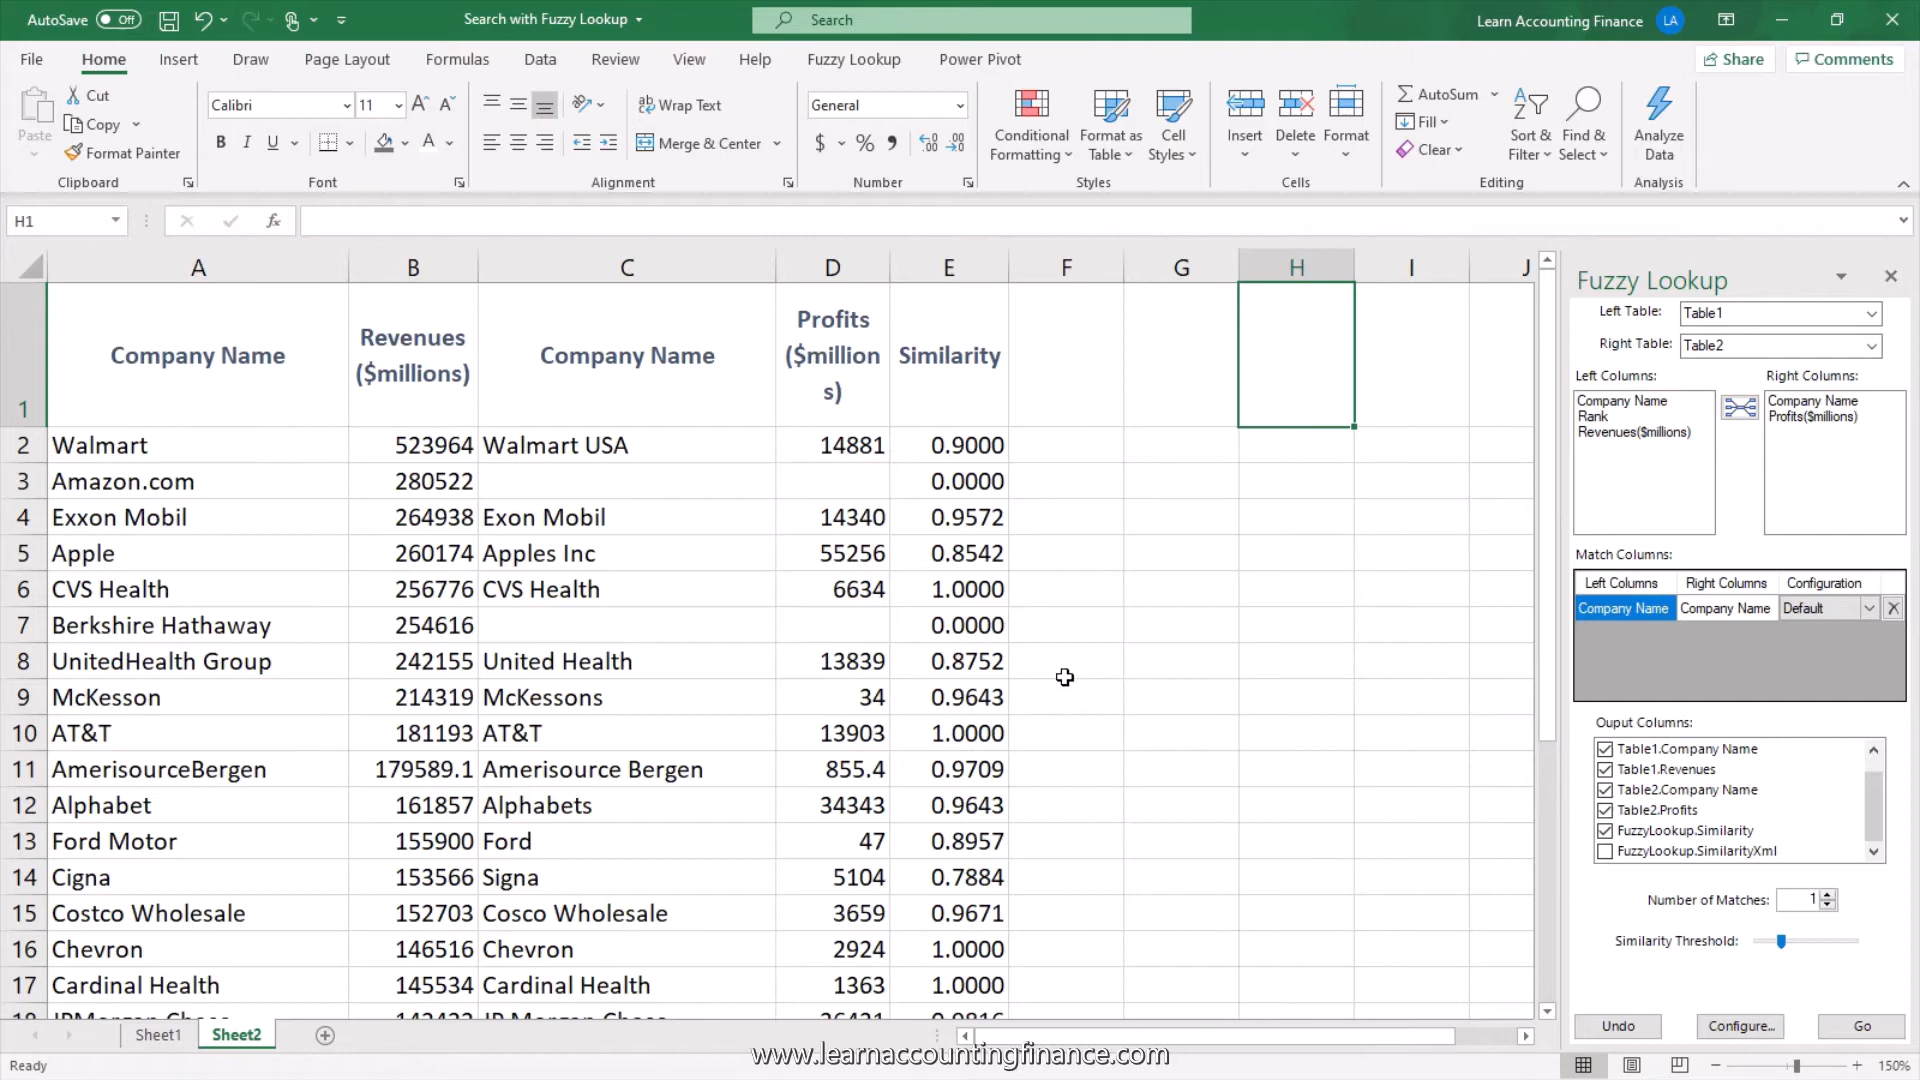 AutoSave Off Search with Fuzzy Lookup Search Learn Accounting Finance LA
File Home Insert Draw Page Layout Formulas Data Review View Help Fuzzy Lookup Power Pivot Share Comments
Paste Cut Copy Format Painter Clipboard
Calibri 11 B I U A Font
Wrap Text Merge & Center Alignment
General $ % Number
Conditional Formatting Format as Table Cell Styles Styles
Insert Delete Format Cells
AutoSum Fill Clear Sort & Filter Find & Select Editing
Analyze Data Analysis
H1 fx
A B C D E F G H I J
1 Company Name Revenues ($millions) Company Name Profits ($millions) Similarity
2 Walmart 523964 Walmart USA 14881 0.9000
3 Amazon.com 280522 0.0000
4 Exxon Mobil 264938 Exon Mobil 14340 0.9572
5 Apple 260174 Apples Inc 55256 0.8542
6 CVS Health 256776 CVS Health 6634 1.0000
7 Berkshire Hathaway 254616 0.0000
8 UnitedHealth Group 242155 United Health 13839 0.8752
9 McKesson 214319 McKessons 34 0.9643
10 AT&T 181193 AT&T 13903 1.0000
11 AmerisourceBergen 179589.1 Amerisource Bergen 855.4 0.9709
12 Alphabet 161857 Alphabets 34343 0.9643
13 Ford Motor 155900 Ford 47 0.8957
14 Cigna 153566 Signa 5104 0.7884
15 Costco Wholesale 152703 Cosco Wholesale 3659 0.9671
16 Chevron 146516 Chevron 2924 1.0000
17 Cardinal Health 145534 Cardinal Health 1363 1.0000
Fuzzy Lookup
Left Table: Table1
Right Table: Table2
Left Columns: Right Columns:
Company Name Company Name
Rank Profits($millions)
Revenues($millions)
Match Columns:
Left Columns Right Columns Configuration
Company Name Company Name Default
Ouput Columns:
Table1.Company Name
Table1.Revenues
Table2.Company Name
Table2.Profits
FuzzyLookup.Similarity
FuzzyLookup.SimilarityXml
Number of Matches: 1
Similarity Threshold:
Undo Configure... Go
Sheet1 Sheet2
www.learnaccountingfinance.com
Ready 150%